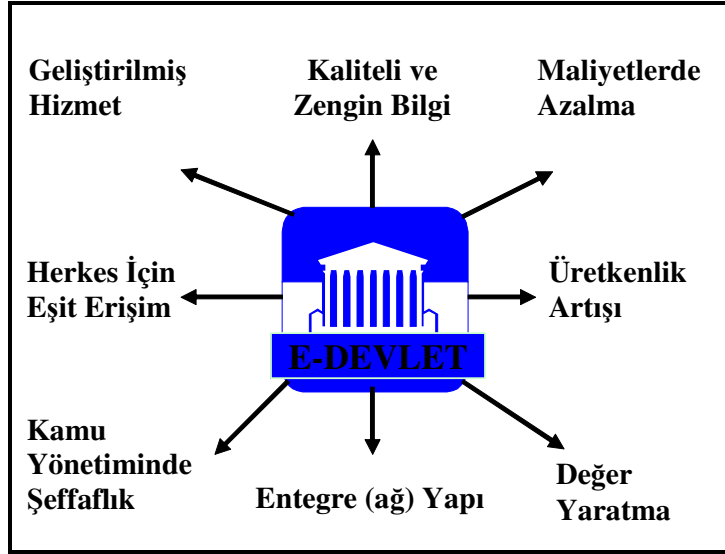 Geliştirilmiş
Hizmet
Kaliteli ve
Zengin Bilgi
Maliyetlerde
Azalma
Herkes İçin
Eşit Erişim
Üretkenlik
Artışı
E-DEVLET
Kamu
Yönetiminde
Şeffaflık
Entegre (ağ) Yapı
Değer
Yaratma